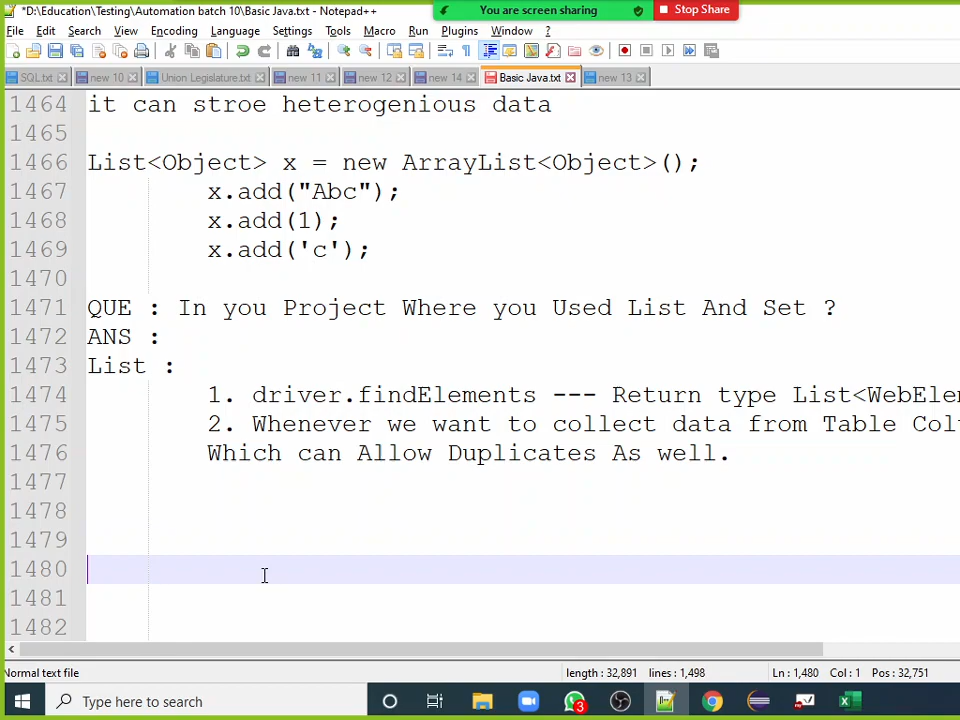 *D:\Education\Testing\Automation batch 10\Basic Java.txt - Notepad++
You are screen sharing
Stop Share
File Edit Search View Encoding Language Settings Tools Macro Run Plugins Window ?
SQL.txt new 10 Union Legislature.txt new 11 new 12 new 14 Basic Java.txt new 13
1464 it can stroe heterogenious data
1465
1466 List<Object> x = new ArrayList<Object>();
1467 x.add("Abc");
1468 x.add(1);
1469 x.add('c');
1470
1471 QUE : In you Project Where you Used List And Set ?
1472 ANS :
1473 List :
1474 1. driver.findElements --- Return type List<WebElem
1475 2. Whenever we want to collect data from Table Col
1476 Which can Allow Duplicates As well.
1477
1478
1479
1480
1481
1482
Normal text file length : 32,891 lines : 1,498 Ln : 1,480 Col : 1 Pos : 32,751
Type here to search
3